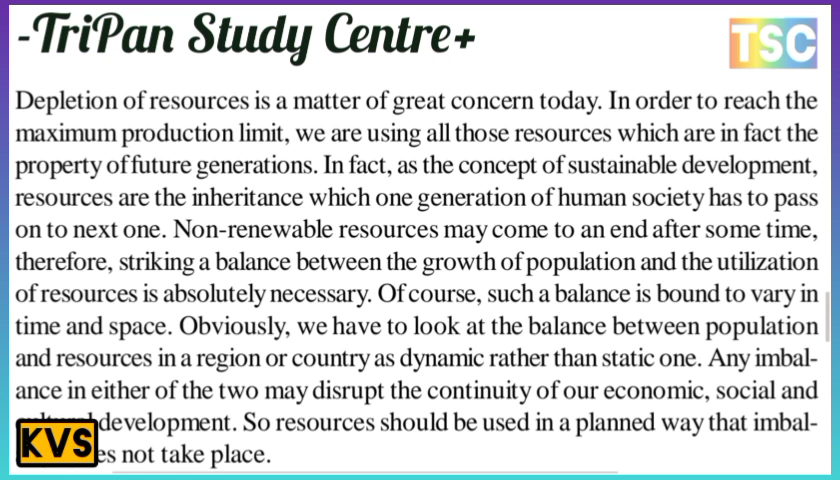 -TriPan Study Centre+
TSC
Depletion of resources is a matter of great concern today. In order to reach the
maximum production limit, we are using all those resources which are in fact the
property of future generations. In fact, as the concept of sustainable development,
resources are the inheritance which one generation of human society has to pass
on to next one. Non-renewable resources may come to an end after some time,
therefore, striking a balance between the growth of population and the utilization
of resources is absolutely necessary. Of course, such a balance is bound to vary in
time and space. Obviously, we have to look at the balance between population
and resources in a region or country as dynamic rather than static one. Any imbal-
ance in either of the two may disrupt the continuity of our economic, social and
development. So resources should be used in a planned way that imbal-
es not take place.
KVS